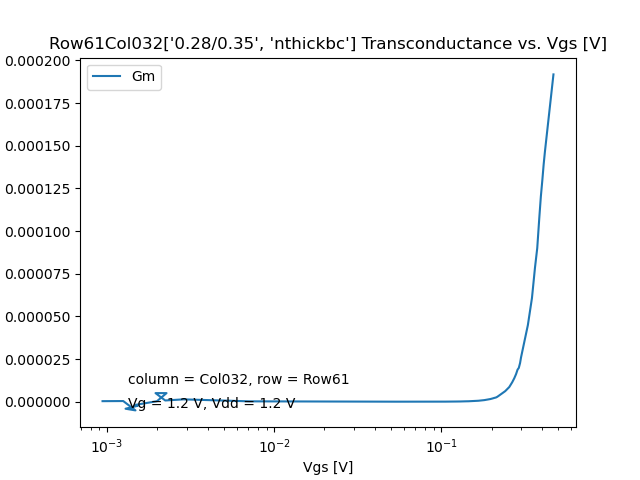 Row61Col032['0.28/0.35', 'nthickbc'] Transconductance vs. Vgs [V]
Gm
0.000200
0.000175
0.000150
0.000125
0.000100
0.000075
0.000050
0.000025
0.000000
column = Col032, row = Row61
Vg = 1.2 V, Vdd = 1.2 V
10⁻³ 10⁻² 10⁻¹
Vgs [V]